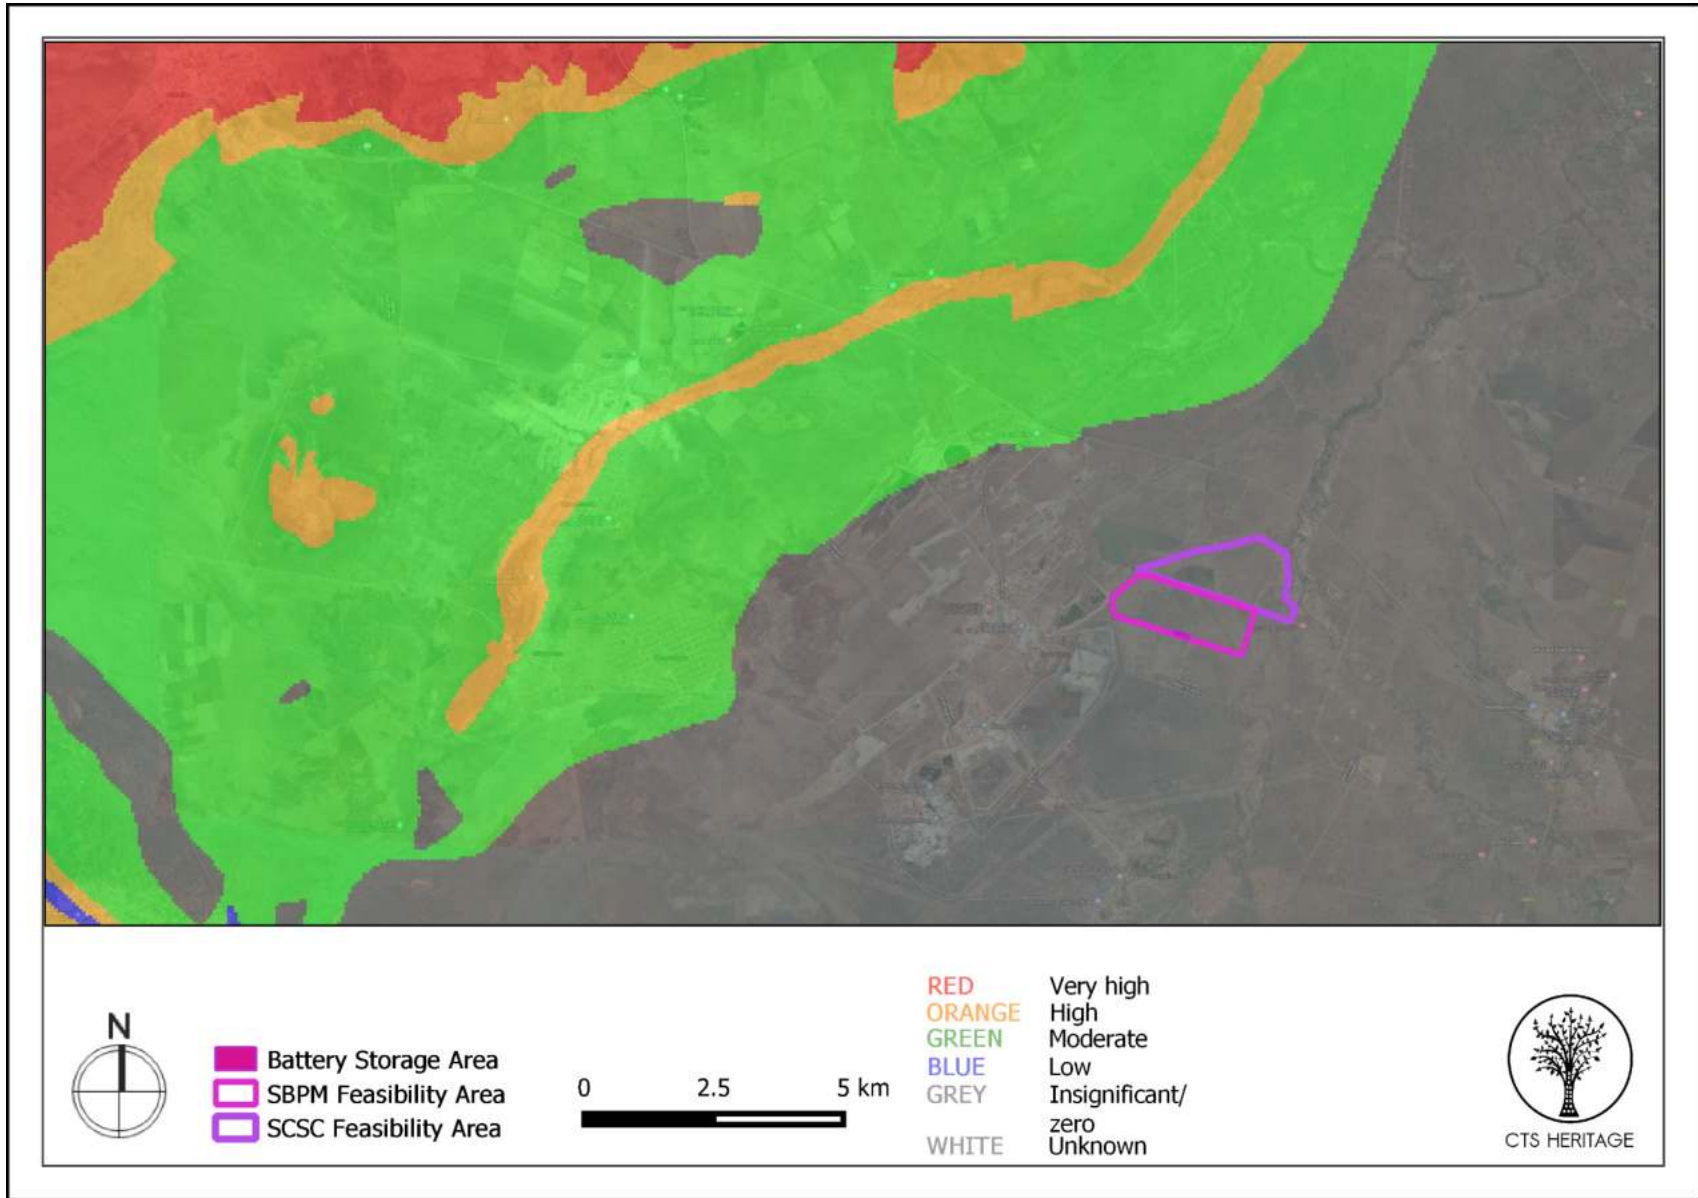 N
Battery Storage Area
SBPM Feasibility Area
SCSC Feasibility Area
0 2.5 5 km
RED Very high
ORANGE High
GREEN Moderate
BLUE Low
GREY Insignificant/
zero
WHITE Unknown
CTS HERITAGE